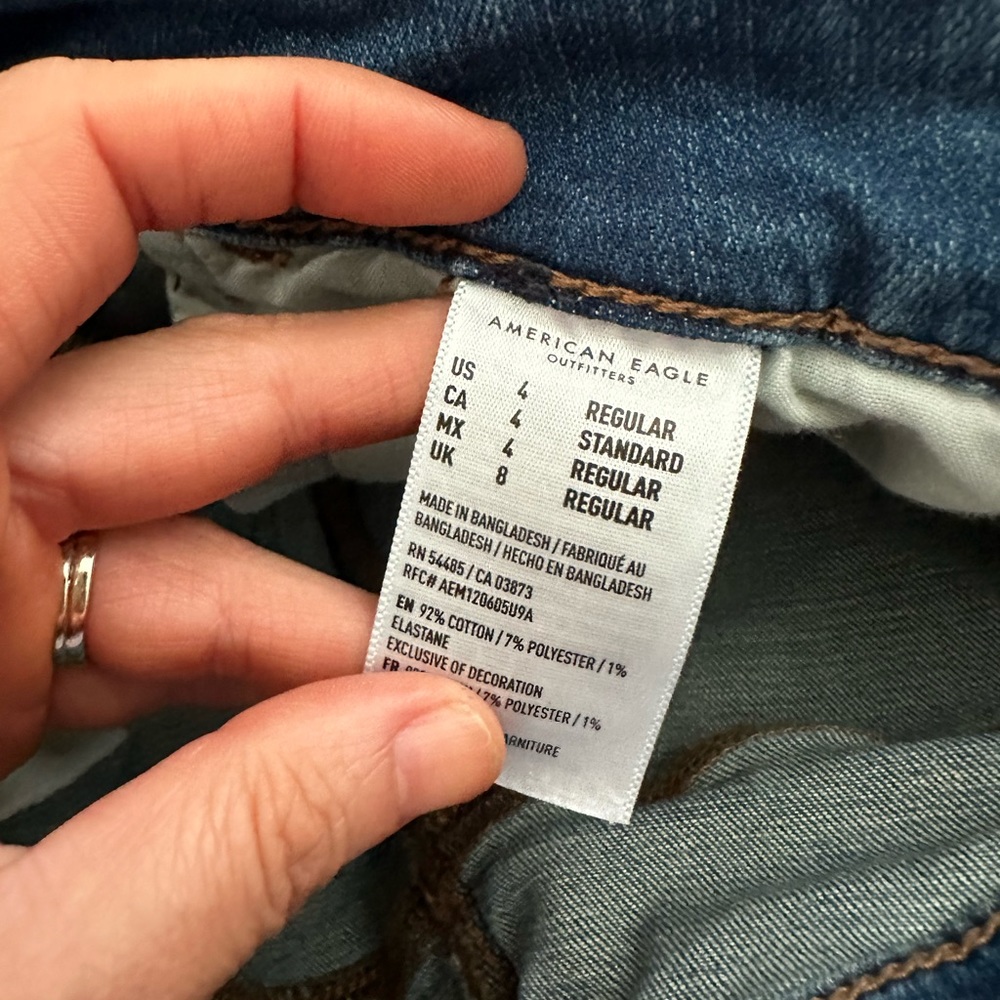 AMERICAN EAGLE
OUTFITTERS
US 4 REGULAR
CA 4 STANDARD
MX 4 REGULAR
UK 8 REGULAR
MADE IN BANGLADESH / FABRIQUÉ AU
BANGLADESH / HECHO EN BANGLADESH
RN 54485 / CA 03873
RFC# AEM120605U9A
EN 92% COTTON / 7% POLYESTER / 1%
ELASTANE
EXCLUSIVE OF DECORATION
FR / 7% POLYESTER / 1%